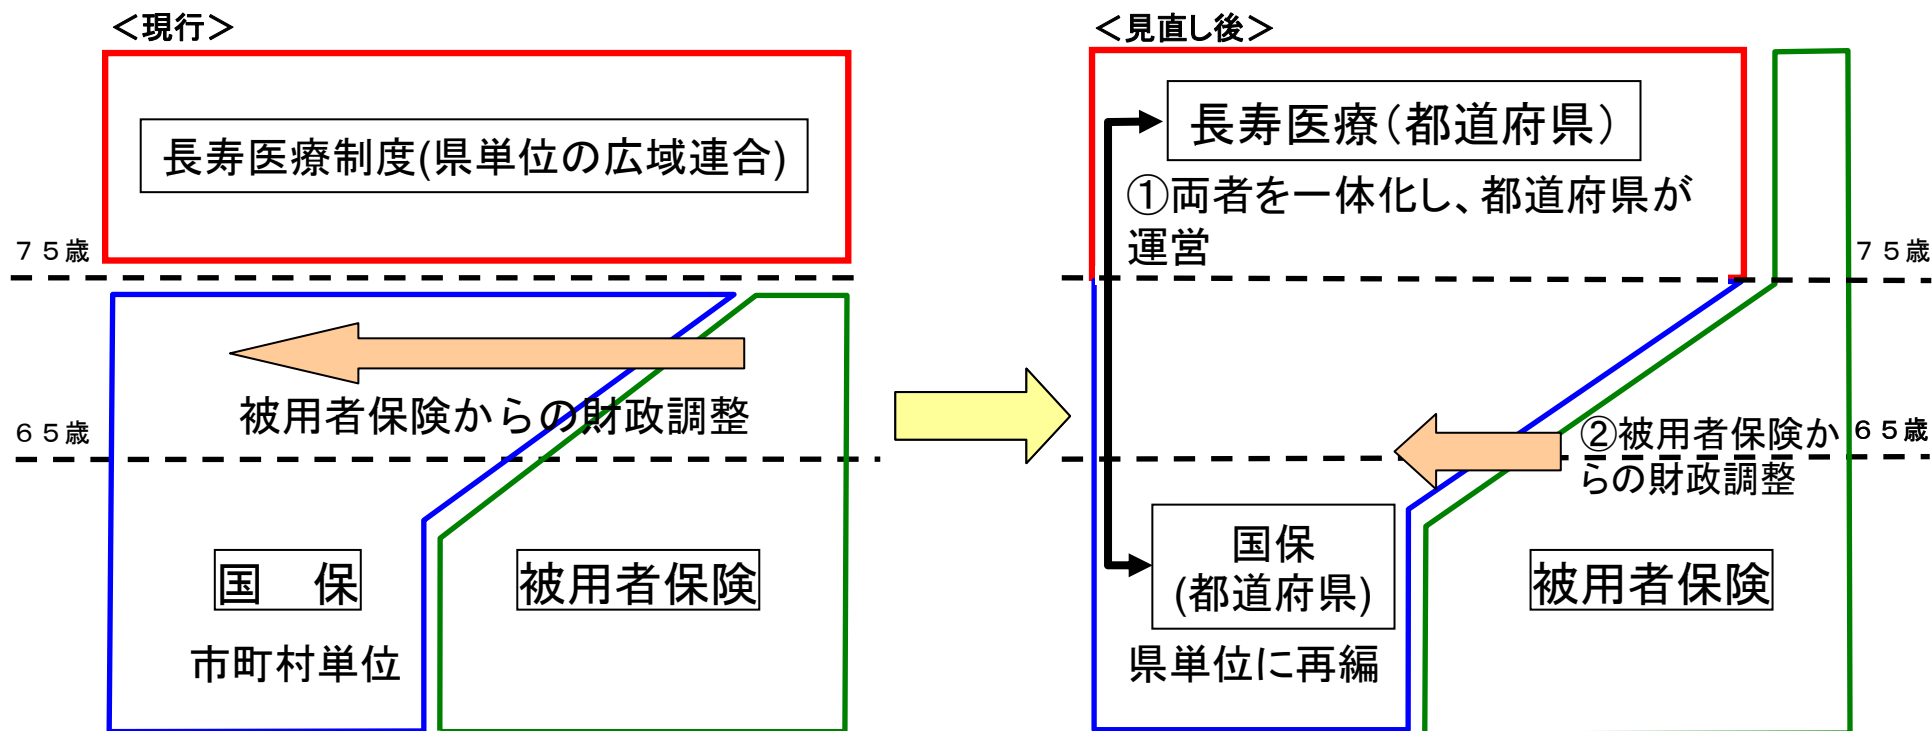 ＜現行＞
長寿医療制度(県単位の広域連合)
７５歳
被用者保険からの財政調整
６５歳
国　保
被用者保険
市町村単位
＜見直し後＞
長寿医療（都道府県）
①両者を一体化し、都道府県が
運営
７５歳
②被用者保険か
らの財政調整
６５歳
国保
(都道府県)
被用者保険
県単位に再編